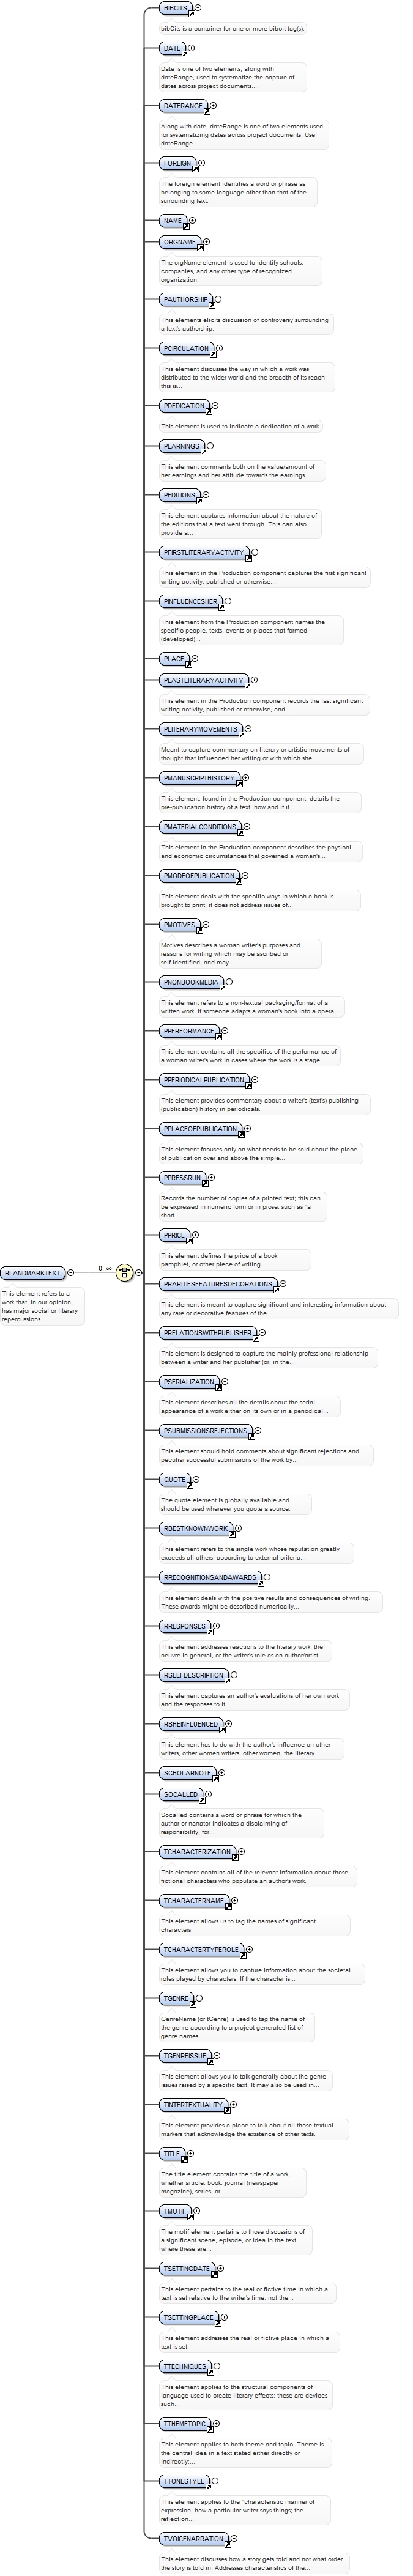 BIBCITS
bibCits is a container for one or more bibcit tag(s).
DATE
Date is one of two elements, along with
dateRange, used to systematize the capture of
dates across project documents....
DATERANGE
Along with date, dateRange is one of two elements used
for systematizing dates across project documents. Use
dateRange...
FOREIGN
The foreign element identifies a word or phrase as
belonging to some language other than that of the
surrounding text.
NAME
ORGNAME
The orgName element is used to identify schools,
companies, and any other type of recognized
organization.
PAUTHORSHIP
This elements elicits discussion of controversy surrounding
a text's authorship.
PCIRCULATION
This element discusses the way in which a work was
distributed to the wider world and the breadth of its reach:
this is...
PDEDICATION
This element is used to indicate a dedication of a work.
PEARNINGS
This element comments both on the value/amount of
her earnings and her attitude towards the earnings.
PEDITIONS
This element captures information about the nature of
the editions that a text went through. This can also
provide a...
PFIRSTLITERARYACTIVITY
This element in the Production component captures the first significant
writing activity, published or otherwise....
PINFLUENCESHER
This element from the Production component names the
specific people, texts, events or places that formed
(developed)...
PLACE
PLASTLITERARYACTIVITY
This element in the Production component records the last significant
writing activity, published or otherwise, and...
PLITERARYMOVEMENTS
Meant to capture commentary on literary or artistic movements of
thought that influenced her writing or with which she...
PMANUSCRIPTHISTORY
This element, found in the Production component, details the
pre-publication history of a text: how and if it...
PMATERIALCONDITIONS
This element in the Production component describes the physical
and economic circumstances that governed a woman's...
PMODEOFPUBLICATION
This element deals with the specific ways in which a book is
brought to print; it does not address issues of...
PMOTIVES
Motives describes a woman writer's purposes and
reasons for writing which may be ascribed or
self-identified, and may...
PNONBOOKMEDIA
This element refers to a non-textual packaging/format of a
written work. If someone adapts a woman's book into a opera,...
PPERFORMANCE
This element contains all the specifics of the performance of
a woman writer's work in cases where the work is a stage...
PPERIODICALPUBLICATION
This element provides commentary about a writer's (text's) publishing
(publication) history in periodicals.
PPLACEOFPUBLICATION
This element focuses only on what needs to be said about the place
of publication over and above the simple...
PPRESSRUN
Records the number of copies of a printed text; this can
be expressed in numeric form or in prose, such as "a
short...
PPRICE
This element defines the price of a book,
pamphlet, or other piece of writing.
RLANDMARKTEXT
0..∞
This element refers to a
work that, in our opinion,
has major social or literary
repercussions.
PRARITIESFEATURESDECORATIONS
This element is meant to capture significant and interesting information about
any rare or decorative features of the...
PRELATIONSWITHPUBLISHER
This element is designed to capture the mainly professional relationship
between a writer and her publisher (or, in the...
PSERIALIZATION
This element describes all the details about the serial
appearance of a work either on its own or in a periodical...
PSUBMISSIONSREJECTIONS
This element should hold comments about significant rejections and
peculiar successful submissions of the work by...
QUOTE
The quote element is globally available and
should be used wherever you quote a source.
RBESTKNOWNWORK
This element refers to the single work whose reputation greatly
exceeds all others, according to external criteria...
RRECOGNITIONSANDAWARDS
This element deals with the positive results and consequences of writing.
These awards might be described numerically...
RRESPONSES
This element addresses reactions to the literary work, the
oeuvre in general, or the writer's role as an author/artist...
RSELFDESCRIPTION
This element captures an author's evaluations of her own work
and the responses to it.
RSHEINFLUENCED
This element has to do with the author's influence on other
writers, other women writers, other women, the literary...
SCHOLARNOTE
SOCALLED
Socalled contains a word or phrase for which the
author or narrator indicates a disclaiming of
responsibility, for...
TCHARACTERIZATION
This element contains all of the relevant information about those
fictional characters who populate an author's work.
TCHARACTERNAME
This element allows us to tag the names of significant
characters.
TCHARACTERTYPEROLE
This element allows you to capture information about the societal
roles played by characters. If the character is...
TGENRE
GenreName (or tGenre) is used to tag the name of
the genre according to a project-generated list of
genre names.
TGENREISSUE
This element allows you to talk generally about the genre
issues raised by a specific text. It may also be used in...
TINTERTEXTUALITY
This element provides a place to talk about all those textual
markers that acknowledge the existence of other texts.
TITLE
The title element contains the title of a work,
whether article, book, journal (newspaper,
magazine), series, or...
TMOTIF
The motif element pertains to those discussions of
a significant scene, episode, or idea in the text
where these are...
TSETTINGDATE
This element pertains to the real or fictive time in which a
text is set relative to the writer's time, not the...
TSETTINGPLACE
This element addresses the real or fictive place in which a
text is set.
TTECHNIQUES
This element applies to the structural components of
language used to create literary effects: these are devices
such...
TTHEMETOPIC
This element applies to both theme and topic. Theme is
the central idea in a text stated either directly or
indirectly;...
TTONESTYLE
This element applies to the "characteristic manner of
expression; how a particular writer says things; the
reflection...
TVOICENARRATION
This element discusses how a story gets told and not what order
the story is told in. Addresses characteristics of the...